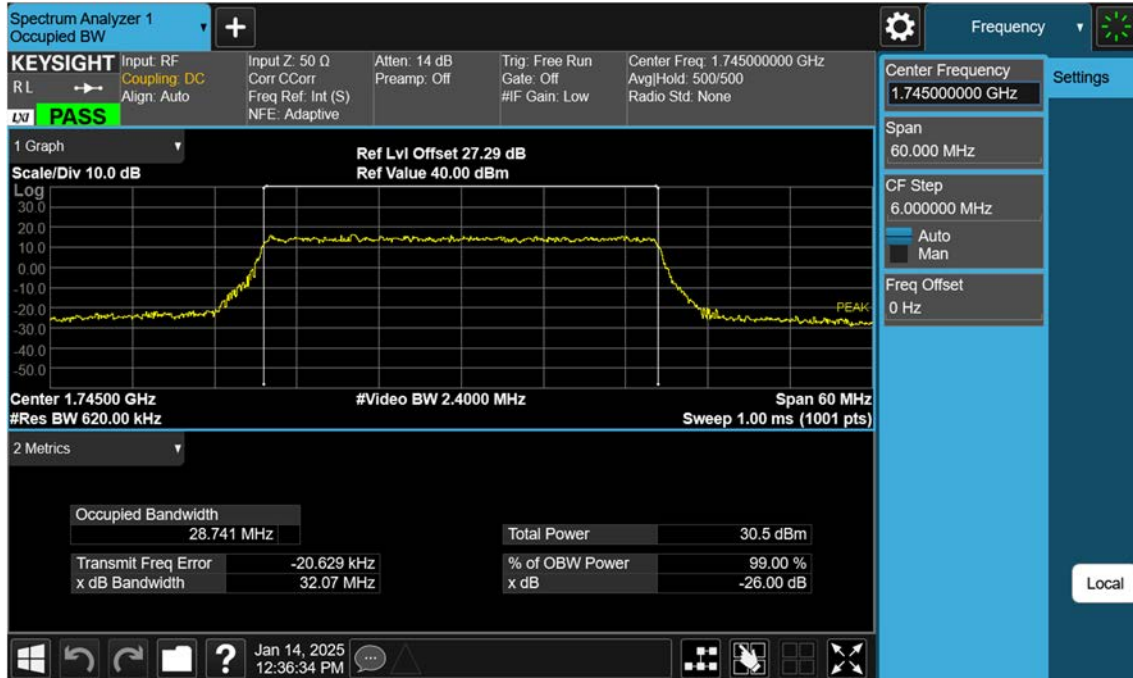 Spectrum Analyzer 1
Occupied BW
Frequency
KEYSIGHT
R L
LXI
PASS
Input: RF
Coupling: DC
Align: Auto
Input Z: 50 Ω
Corr CCorr
Freq Ref: Int (S)
NFE: Adaptive
Atten: 14 dB
Preamp: Off
Trig: Free Run
Gate: Off
#IF Gain: Low
Center Freq: 1.745000000 GHz
Avg|Hold: 500/500
Radio Std: None
1 Graph
Scale/Div 10.0 dB
Ref Lvl Offset 27.29 dB
Ref Value 40.00 dBm
Log
30.0
20.0
10.0
0.00
-10.0
-20.0
-30.0
-40.0
-50.0
PEAK
Center 1.74500 GHz
#Res BW 620.00 kHz
#Video BW 2.4000 MHz
Span 60 MHz
Sweep 1.00 ms (1001 pts)
2 Metrics
Occupied Bandwidth
28.741 MHz
Transmit Freq Error -20.629 kHz
x dB Bandwidth 32.07 MHz
Total Power 30.5 dBm
% of OBW Power 99.00 %
x dB -26.00 dB
Center Frequency
1.745000000 GHz
Span
60.000 MHz
CF Step
6.000000 MHz
Auto
Man
Freq Offset
0 Hz
Settings
Local
?
Jan 14, 2025
12:36:34 PM